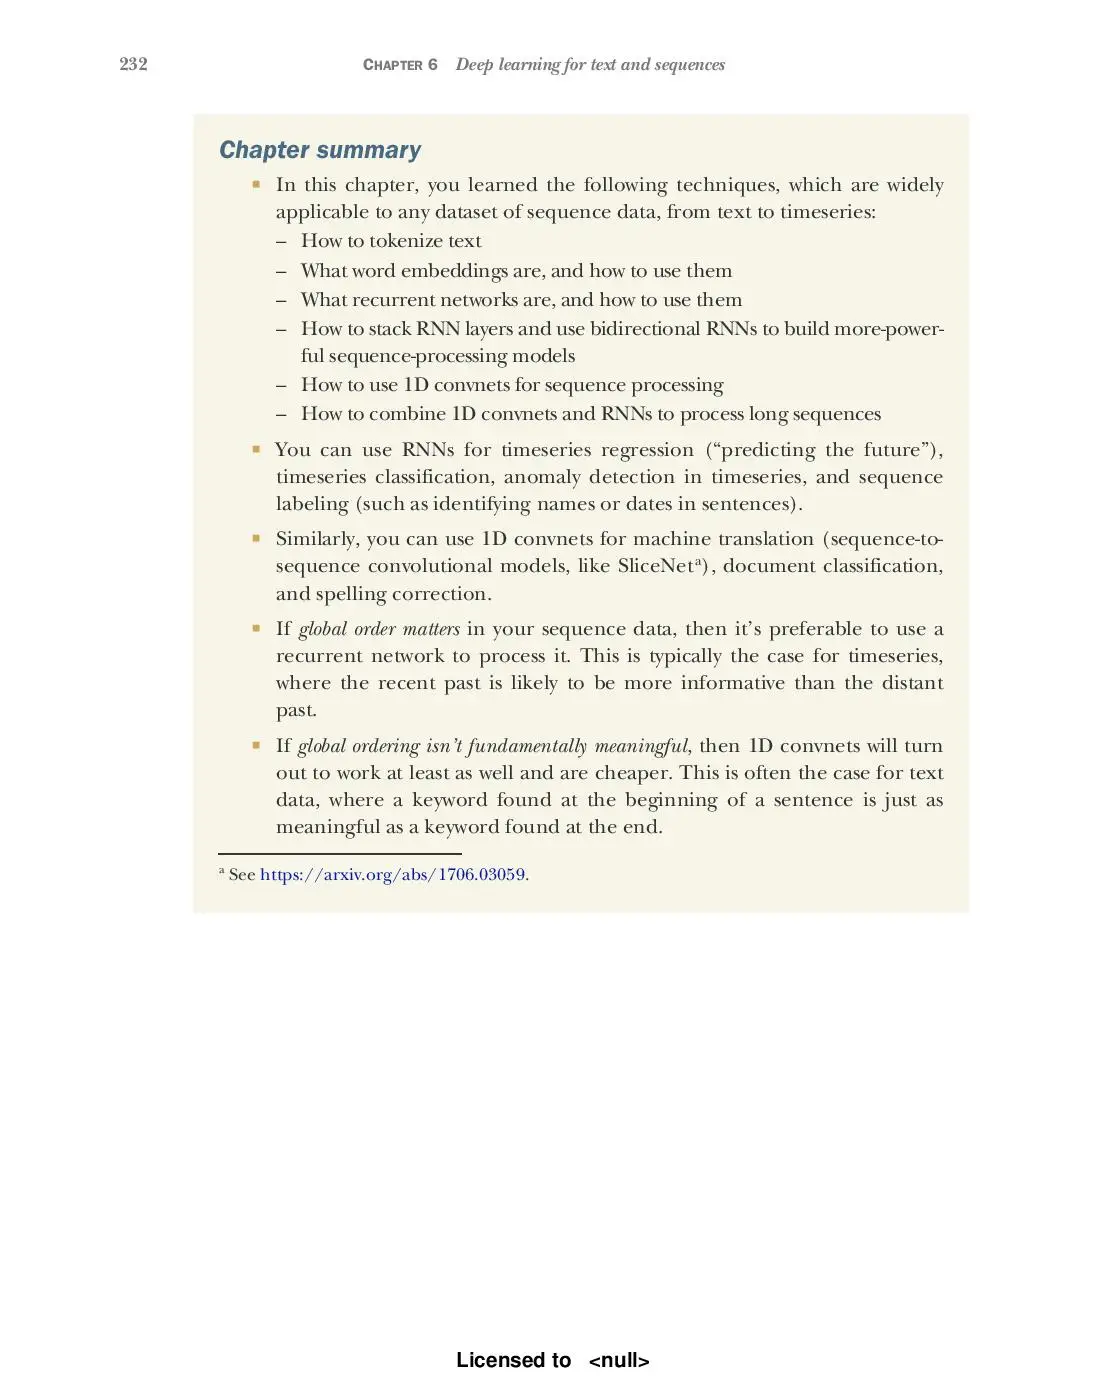 232
CHAPTER 6 Deep learning for text and sequences
Chapter summary
▪ In this chapter, you learned the following techniques, which are widely
applicable to any dataset of sequence data, from text to timeseries:
– How to tokenize text
– What word embeddings are, and how to use them
– What recurrent networks are, and how to use them
– How to stack RNN layers and use bidirectional RNNs to build more-power-
ful sequence-processing models
– How to use 1D convnets for sequence processing
– How to combine 1D convnets and RNNs to process long sequences
▪ You can use RNNs for timeseries regression (“predicting the future”),
timeseries classification, anomaly detection in timeseries, and sequence
labeling (such as identifying names or dates in sentences).
▪ Similarly, you can use 1D convnets for machine translation (sequence-to-
sequence convolutional models, like SliceNetᵃ), document classification,
and spelling correction.
▪ If global order matters in your sequence data, then it’s preferable to use a
recurrent network to process it. This is typically the case for timeseries,
where the recent past is likely to be more informative than the distant
past.
▪ If global ordering isn’t fundamentally meaningful, then 1D convnets will turn
out to work at least as well and are cheaper. This is often the case for text
data, where a keyword found at the beginning of a sentence is just as
meaningful as a keyword found at the end.
ᵃ See https://arxiv.org/abs/1706.03059.
Licensed to <null>